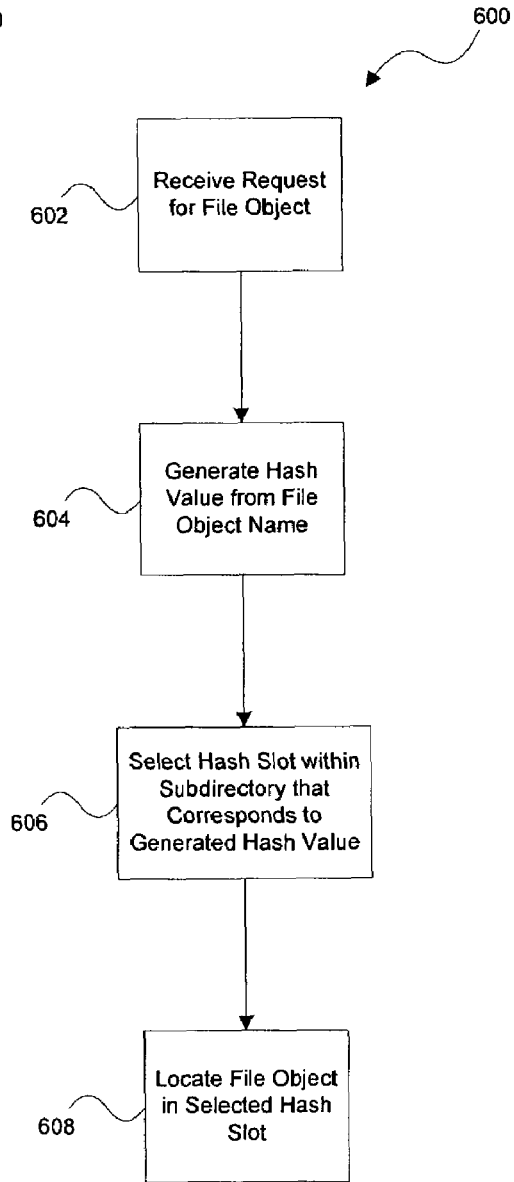 600
Receive Request
for File Object
602
Generate Hash
Value from File
Object Name
604
Select Hash Slot within
Subdirectory that
Corresponds to
Generated Hash Value
606
Locate File Object
in Selected Hash
Slot
608